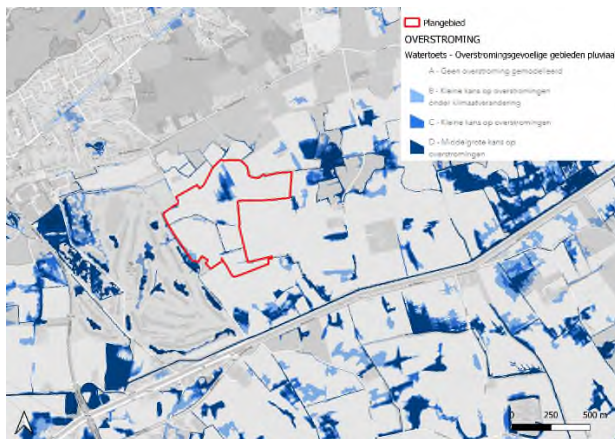 Plangebied
OVERSTROMING
Watertoets - Overstromingsgevoelige gebieden pluviaa
A - Geen overstroming gemodelleerd
B - Kleine kans op overstromingen
onder klimaatverandering
C - Kleine kans op overstromingen
D - Middelgrote kans op
overstromingen
0 250 500 m